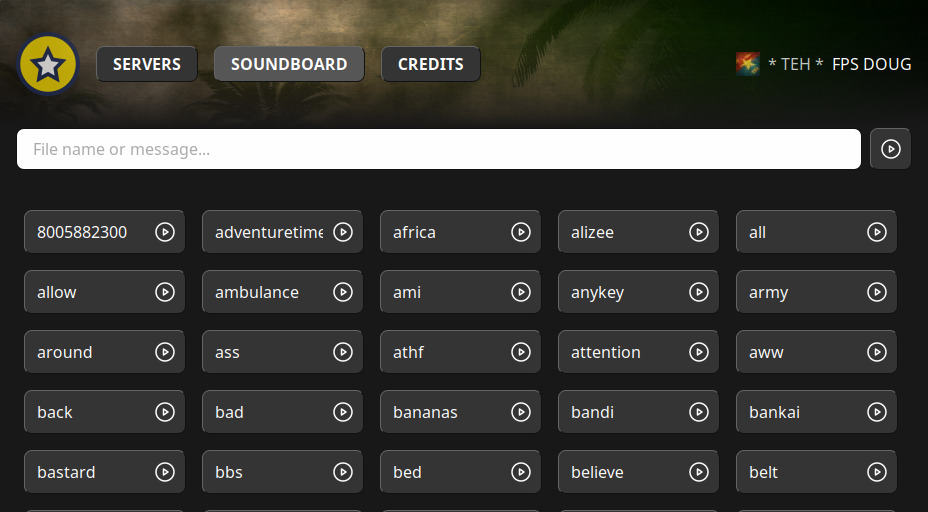 SERVERS SOUNDBOARD CREDITS * TEH * FPS DOUG
File name or message...
8005882300 adventuretime africa alizee all
allow ambulance ami anykey army
around ass athf attention aww
back bad bananas bandi bankai
bastard bbs bed believe belt